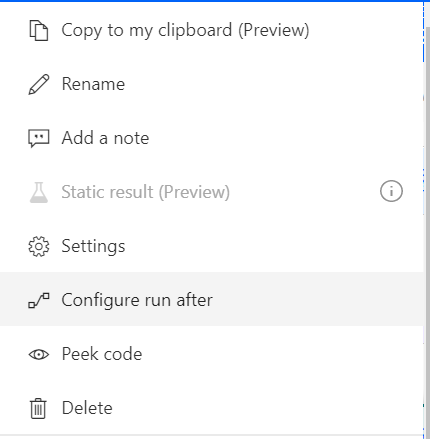 Copy to my clipboard (Preview)
Rename
Add a note
Static result (Preview)
Settings
Configure run after
Peek code
Delete